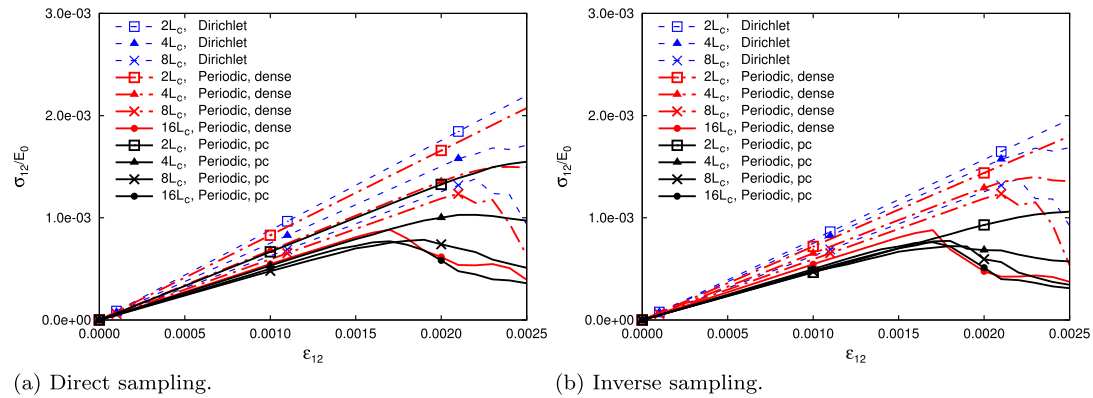 3.0e-03
2.0e-03
1.0e-03
0.0e+00
σ12/E0
2Lc, Dirichlet
4Lc, Dirichlet
8Lc, Dirichlet
2Lc, Periodic, dense
4Lc, Periodic, dense
8Lc, Periodic, dense
16Lc, Periodic, dense
2Lc, Periodic, pc
4Lc, Periodic, pc
8Lc, Periodic, pc
16Lc, Periodic, pc
0.0000 0.0005 0.0010 0.0015 0.0020 0.0025
ε12
(a) Direct sampling.
3.0e-03
2.0e-03
1.0e-03
0.0e+00
σ12/E0
2Lc, Dirichlet
4Lc, Dirichlet
8Lc, Dirichlet
2Lc, Periodic, dense
4Lc, Periodic, dense
8Lc, Periodic, dense
16Lc, Periodic, dense
2Lc, Periodic, pc
4Lc, Periodic, pc
8Lc, Periodic, pc
16Lc, Periodic, pc
0.0000 0.0005 0.0010 0.0015 0.0020 0.0025
ε12
(b) Inverse sampling.